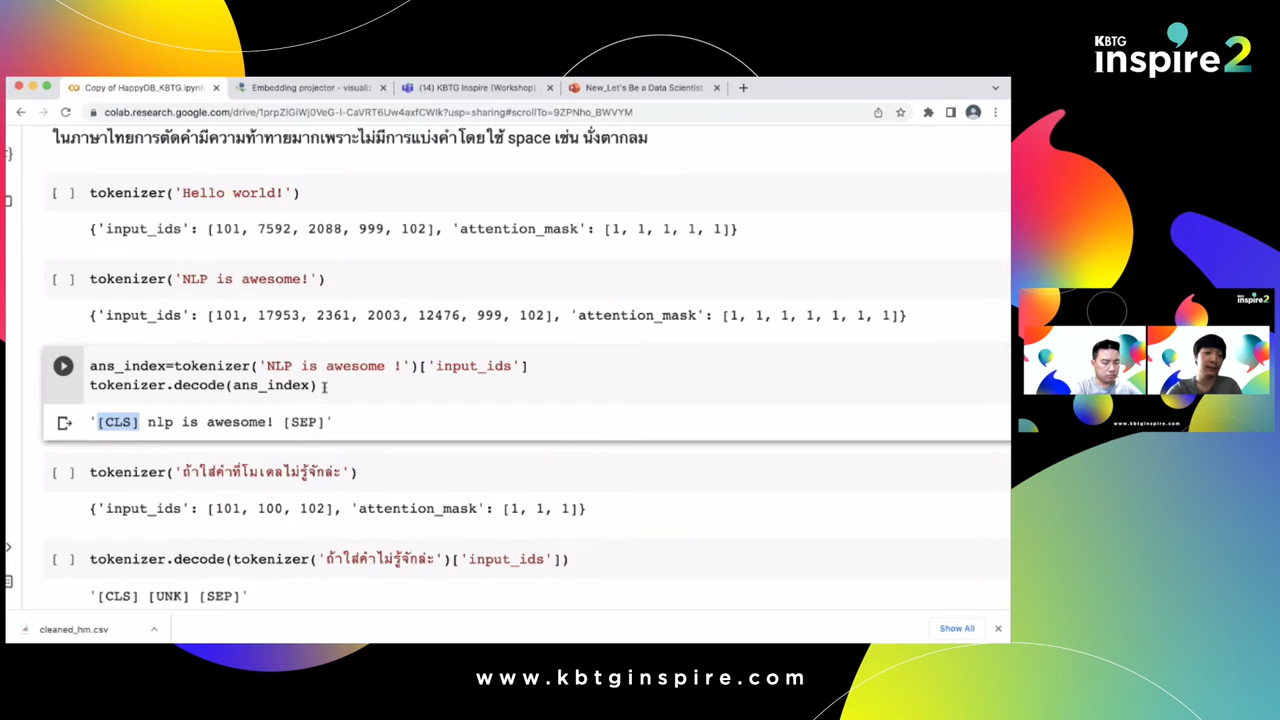 KBTG
inspire 2
Copy of HappyDB_KBTG.ipynb
Embedding projector - visualiz
(14) KBTG Inspire (Workshop)
New_Let's Be a Data Scientist
colab.research.google.com/drive/1prpZIGlWj0VeG-l-CaVRT6Uw4axfCWlk?usp=sharing#scrollTo=9ZPNho_BWVYM
ในภาษาไทยการตัดคำมีความท้าทายมากเพราะไม่มีการแบ่งคำโดยใช้ space เช่น นั่งตากลม
[ ] tokenizer('Hello world!')
{'input_ids': [101, 7592, 2088, 999, 102], 'attention_mask': [1, 1, 1, 1, 1]}
[ ] tokenizer('NLP is awesome!')
{'input_ids': [101, 17953, 2361, 2003, 12476, 999, 102], 'attention_mask': [1, 1, 1, 1, 1, 1, 1]}
ans_index=tokenizer('NLP is awesome !')['input_ids']
tokenizer.decode(ans_index)
'[CLS] nlp is awesome! [SEP]'
[ ] tokenizer('ถ้าใส่คำที่โมเดลไม่รู้จักล่ะ')
{'input_ids': [101, 100, 102], 'attention_mask': [1, 1, 1]}
[ ] tokenizer.decode(tokenizer('ถ้าใส่คำไม่รู้จักล่ะ')['input_ids'])
'[CLS] [UNK] [SEP]'
cleaned_hm.csv
Show All
inspire 2
www.kbtginspire.com
www.kbtginspire.com